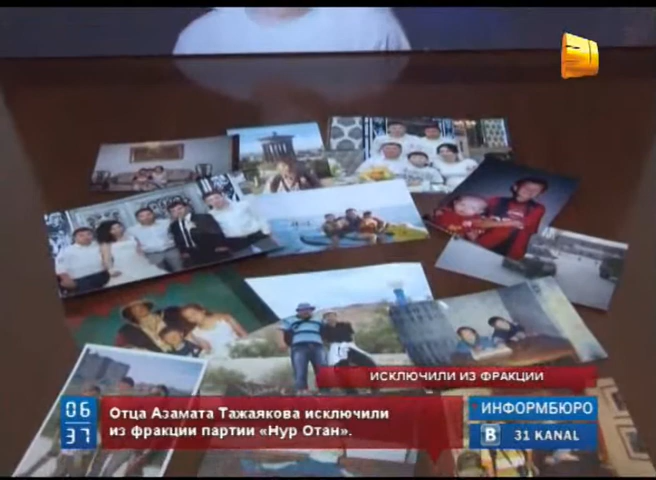 ИСКЛЮЧИЛИ ИЗ ФРАКЦИИ
06
37
Отца Азамата Тажаякова исключили
из фракции партии «Нур Отан».
ИНФОРМБЮРО
B 31 KANAL